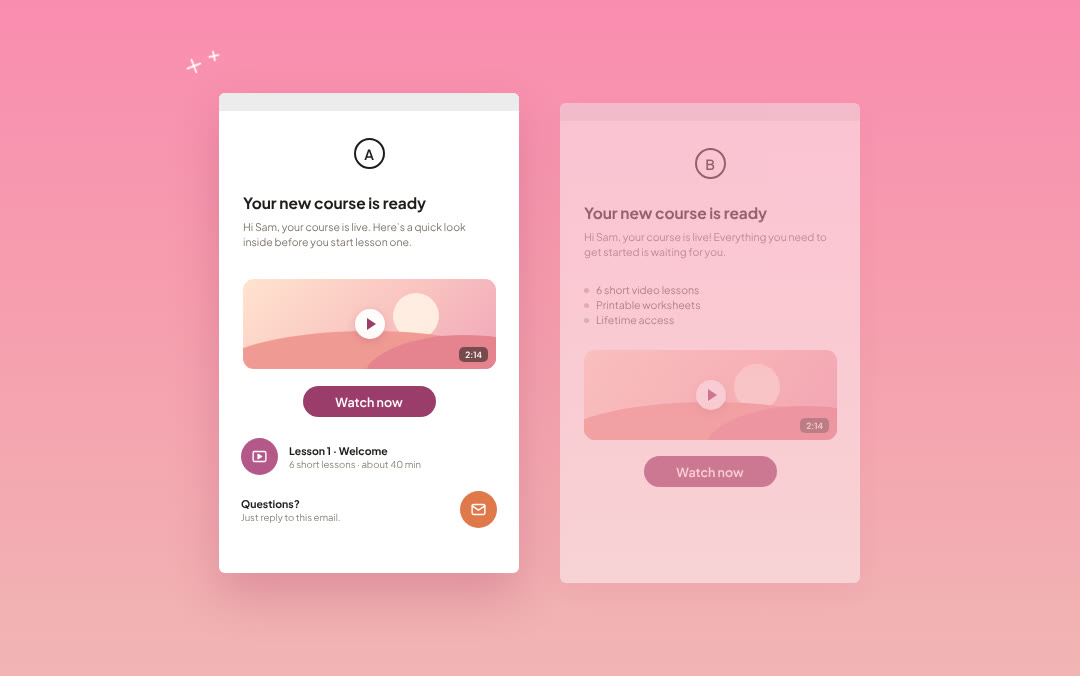 A
Your new course is ready
Hi Sam, your course is live. Here`s a quick look
inside before you start lesson one.
2:14
Watch now
Lesson 1 · Welcome
6 short lessons · about 40 min
Questions?
Just reply to this email.
B
Your new course is ready
Hi Sam, your course is live! Everything you need to
get started is waiting for you.
6 short video lessons
Printable worksheets
Lifetime access
2:14
Watch now